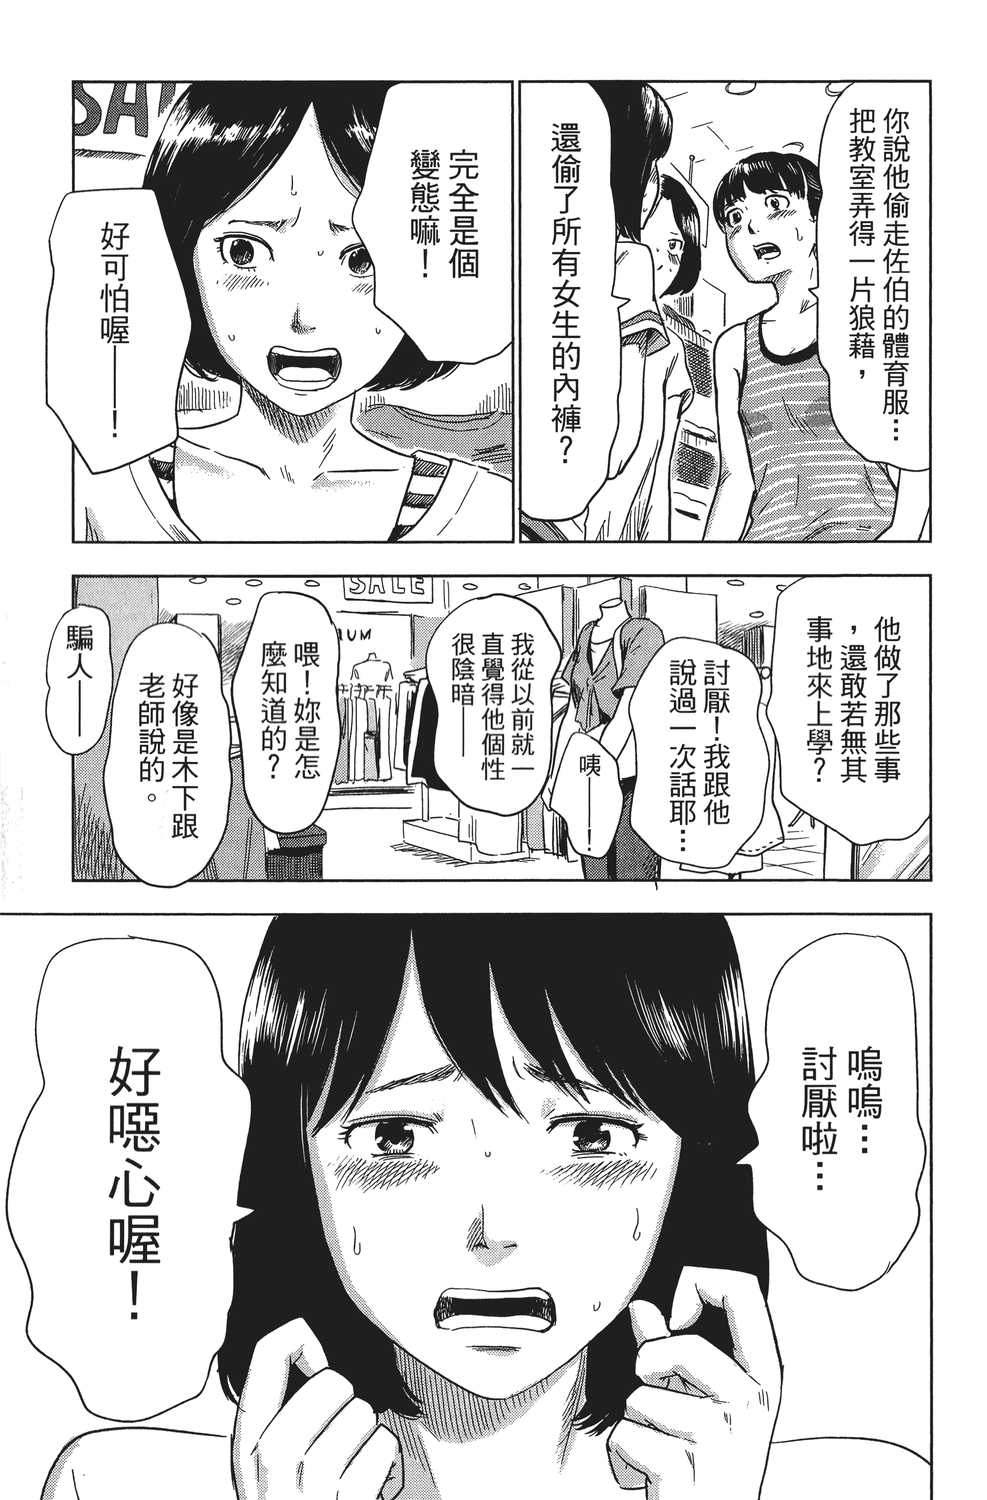 你說他偷走佐伯的體育服…
把教室弄得一片狼藉，
還偷了所有女生的內褲？
SA
完全是個
變態嘛！
好可怕喔——！
他做了那些事
，還敢若無其
事地來上學？
討厭！我跟他
說過一次話耶…
咦——！
我從以前就一
直覺得他個性
很陰暗——
SALE
UM
喂！妳是怎
麼知道的？
好像是木下跟
老師說的。
騙人——
嗚嗚…
討厭啦…
好噁心喔！